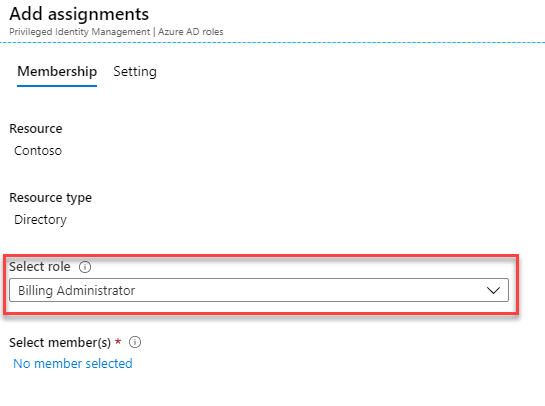 Add assignments
Privileged Identity Management | Azure AD roles
Membership Setting
Resource
Contoso
Resource type
Directory
Select role
Billing Administrator
Select member(s) *
No member selected